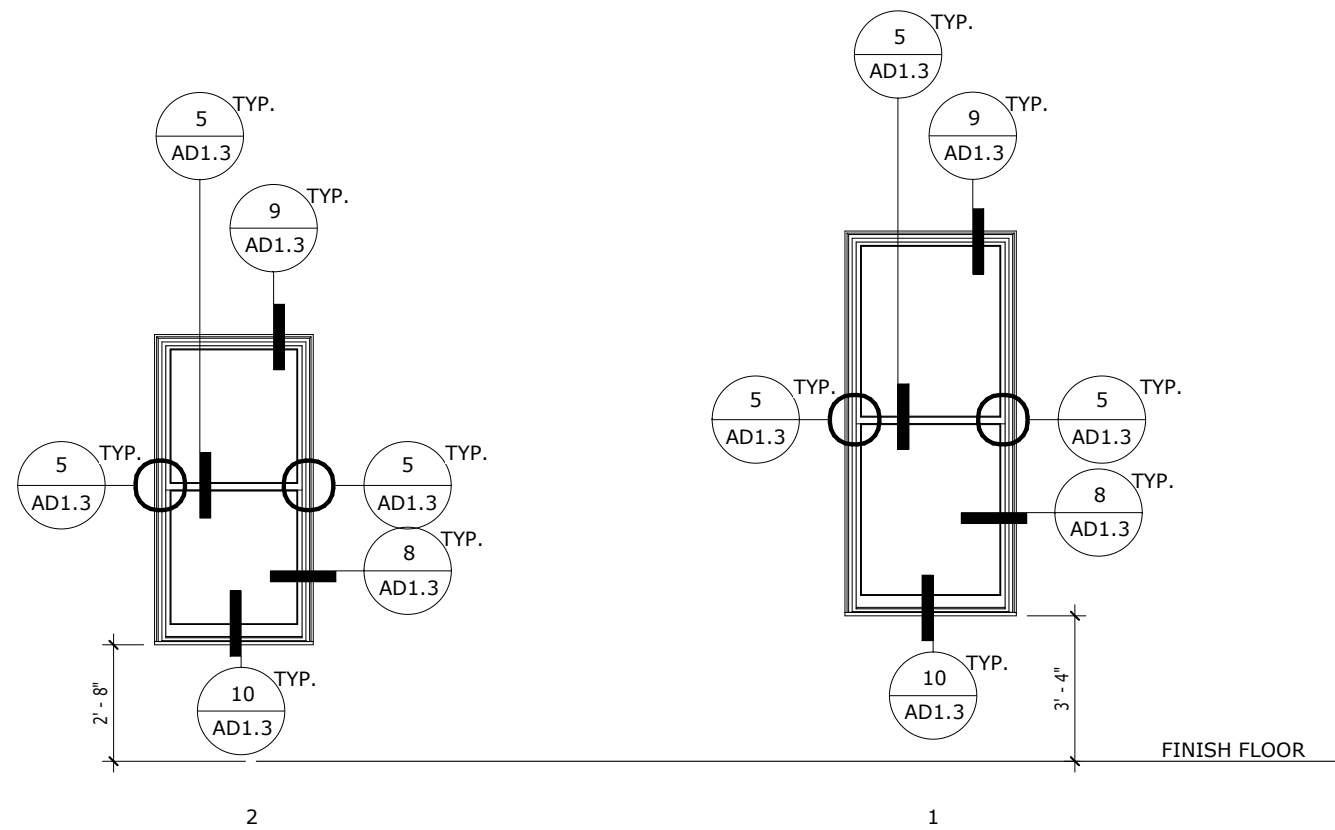 5
AD1.3
TYP.
9
AD1.3
TYP.
5
AD1.3
TYP.
5
AD1.3
TYP.
8
AD1.3
TYP.
10
AD1.3
TYP.
2' - 8"
2
5
AD1.3
TYP.
9
AD1.3
TYP.
5
AD1.3
TYP.
5
AD1.3
TYP.
8
AD1.3
TYP.
10
AD1.3
TYP.
3' - 4"
FINISH FLOOR
1